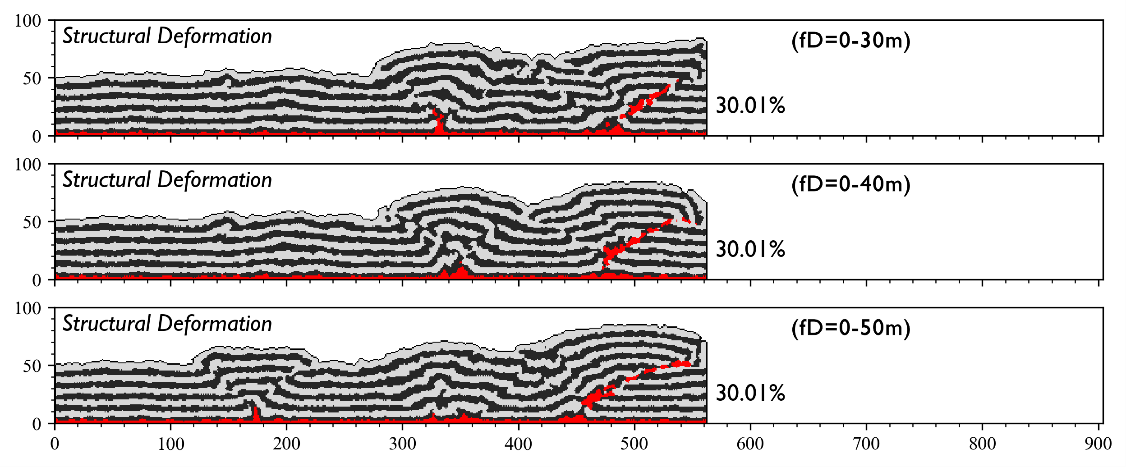 100
Structural Deformation
(fD=0-30m)
50
30.01%
0
100
Structural Deformation
(fD=0-40m)
50
30.01%
0
100
Structural Deformation
(fD=0-50m)
50
30.01%
0
0 100 200 300 400 500 600 700 800 900